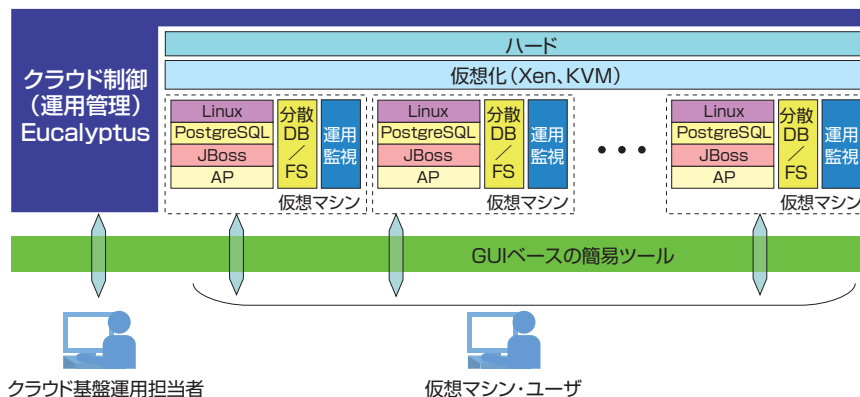 ハード
仮想化（Xen、KVM）
クラウド制御
（運用管理）
Eucalyptus
Linux
PostgreSQL
JBoss
AP
分散
DB
／
FS
運用
監視
仮想マシン
Linux
PostgreSQL
JBoss
AP
分散
DB
／
FS
運用
監視
仮想マシン
• • •
Linux
PostgreSQL
JBoss
AP
分散
DB
／
FS
運用
監視
仮想マシン
GUIベースの簡易ツール
クラウド基盤運用担当者
仮想マシン・ユーザ